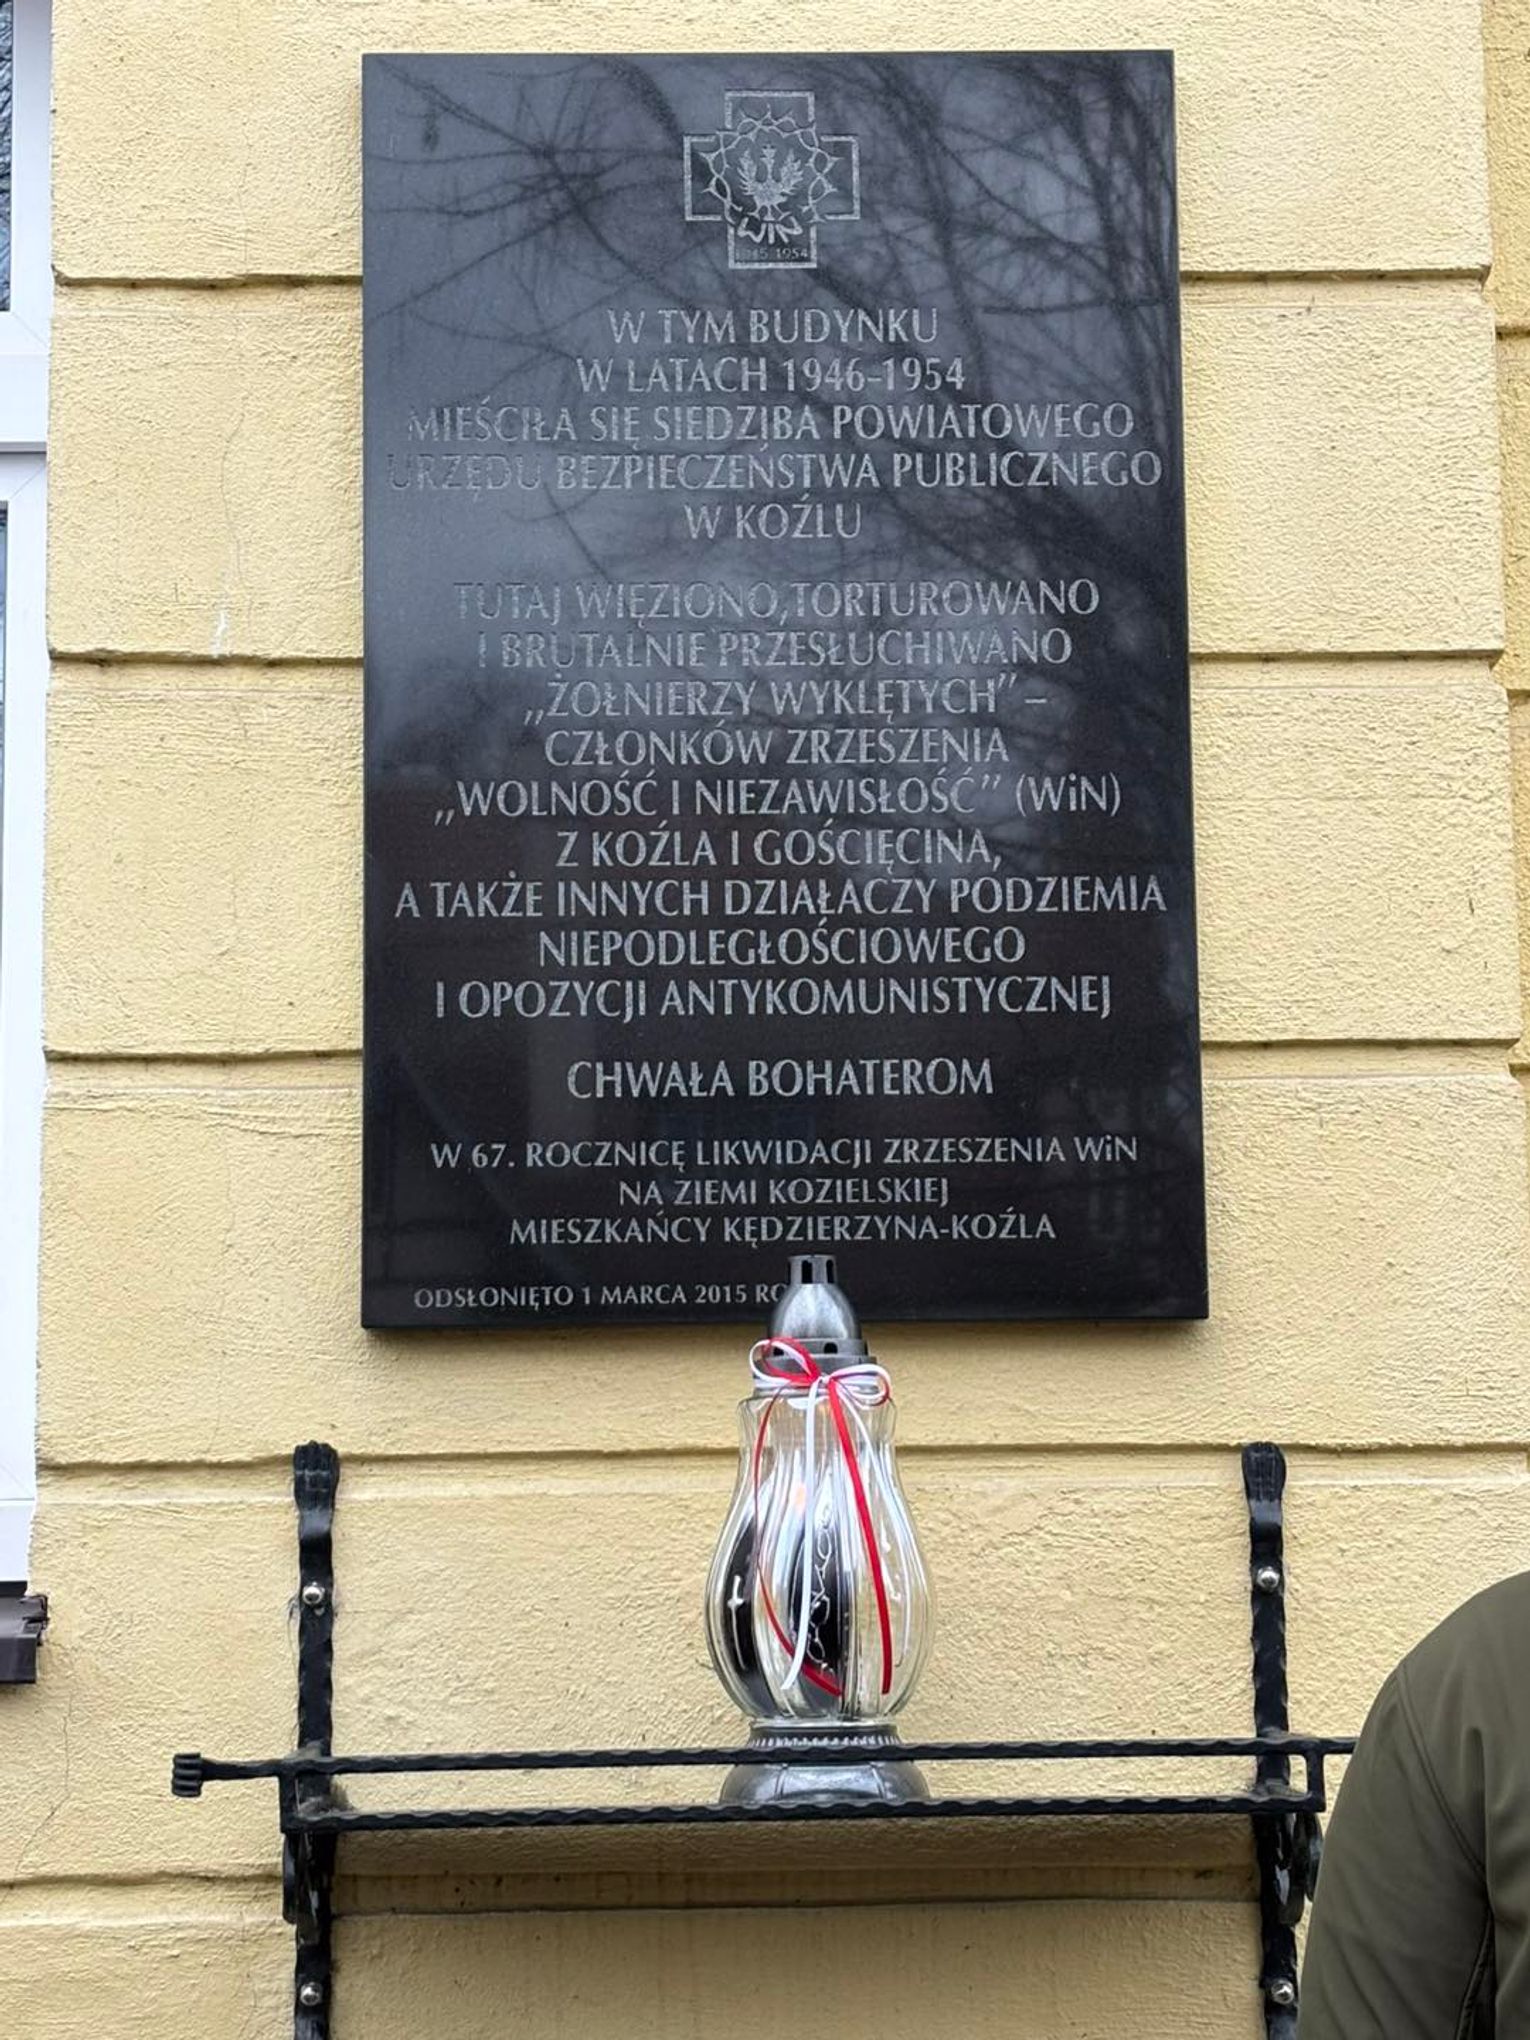 WiN
1945 1954
W TYM BUDYNKU
W LATACH 1946-1954
MIEŚCIŁA SIĘ SIEDZIBA POWIATOWEGO
URZĘDU BEZPIECZEŃSTWA PUBLICZNEGO
W KOŹLU
TUTAJ WIĘZIONO, TORTUROWANO
I BRUTALNIE PRZESŁUCHIWANO
„ŻOŁNIERZY WYKLĘTYCH” –
CZŁONKÓW ZRZESZENIA
„WOLNOŚĆ I NIEZAWISŁOŚĆ” (WiN)
Z KOŹLA I GOŚCIĘCINA,
A TAKŻE INNYCH DZIAŁACZY PODZIEMIA
NIEPODLEGŁOŚCIOWEGO
I OPOZYCJI ANTYKOMUNISTYCZNEJ
CHWAŁA BOHATEROM
W 67. ROCZNICĘ LIKWIDACJI ZRZESZENIA WiN
NA ZIEMI KOZIELSKIEJ
MIESZKAŃCY KĘDZIERZYNA-KOŹLA
ODSŁONIĘTO 1 MARCA 2015